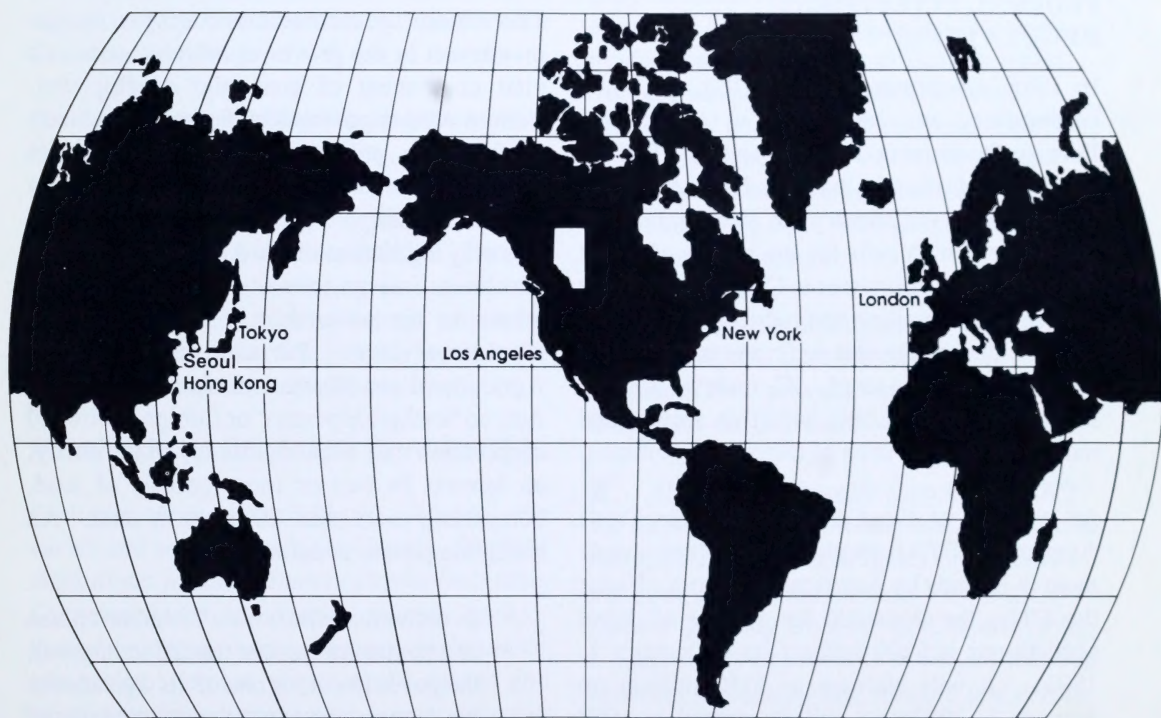 London
Tokyo
New York
Los Angeles
Seoul
Hong Kong